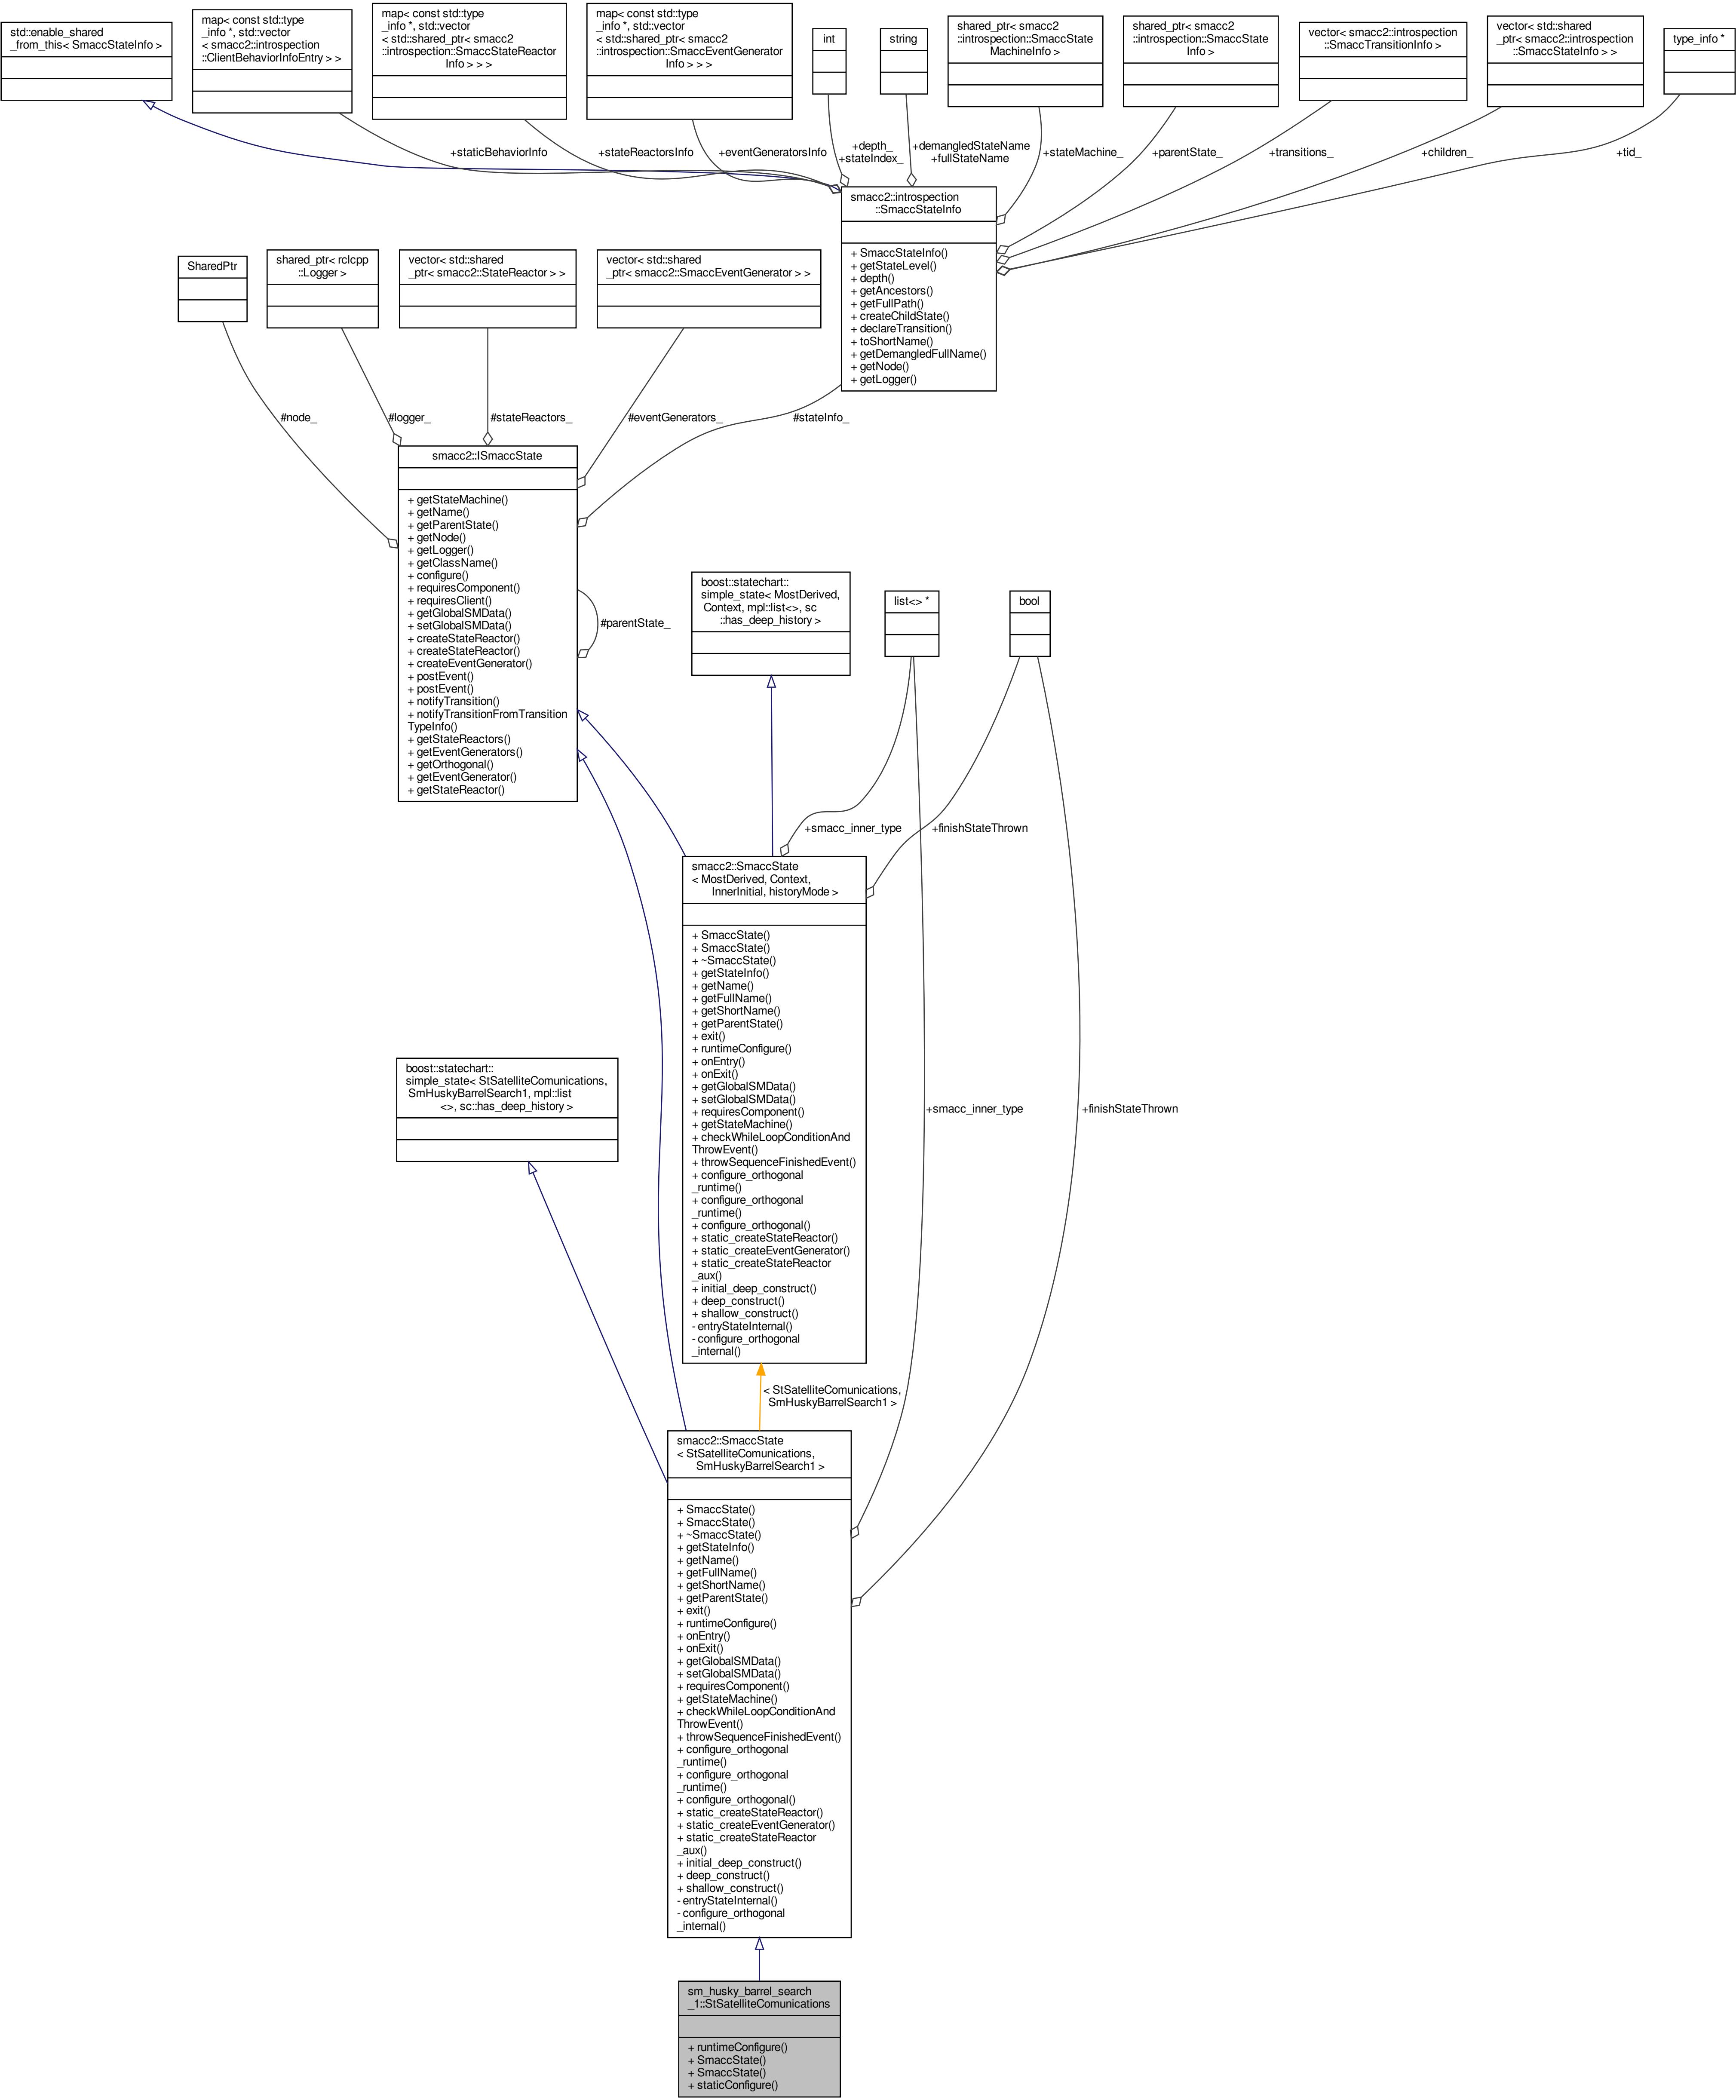 std::enable_shared
_from_this< SmaccStateInfo >
map< const std::type
_info *, std::vector
< smacc2::introspection
::ClientBehaviorInfoEntry > >
map< const std::type
_info *, std::vector
< std::shared_ptr< smacc2
::introspection::SmaccStateReactor
Info > > >
map< const std::type
_info *, std::vector
< std::shared_ptr< smacc2
::introspection::SmaccEventGenerator
Info > > >
int
string
shared_ptr< smacc2
::introspection::SmaccState
MachineInfo >
shared_ptr< smacc2
::introspection::SmaccState
Info >
vector< smacc2::introspection
::SmaccTransitionInfo >
vector< std::shared
_ptr< smacc2::introspection
::SmaccStateInfo > >
type_info *
+staticBehaviorInfo
+stateReactorsInfo
+eventGeneratorsInfo
+depth_
+stateIndex_
+demangledStateName
+fullStateName
+stateMachine_
+parentState_
+transitions_
+children_
+tid_
smacc2::introspection
::SmaccStateInfo
+ SmaccStateInfo()
+ getStateLevel()
+ depth()
+ getAncestors()
+ getFullPath()
+ createChildState()
+ declareTransition()
+ toShortName()
+ getDemangledFullName()
+ getNode()
+ getLogger()
SharedPtr
shared_ptr< rclcpp
::Logger >
vector< std::shared
_ptr< smacc2::StateReactor > >
vector< std::shared
_ptr< smacc2::SmaccEventGenerator > >
#node_
#logger_
#stateReactors_
#eventGenerators_
#stateInfo_
smacc2::ISmaccState
+ getStateMachine()
+ getName()
+ getParentState()
+ getNode()
+ getLogger()
+ getClassName()
+ configure()
+ requiresComponent()
+ requiresClient()
+ getGlobalSMData()
+ setGlobalSMData()
+ createStateReactor()
+ createStateReactor()
+ createEventGenerator()
+ postEvent()
+ postEvent()
+ notifyTransition()
+ notifyTransitionFromTransition
TypeInfo()
+ getStateReactors()
+ getEventGenerators()
+ getOrthogonal()
+ getEventGenerator()
+ getStateReactor()
#parentState_
boost::statechart::
simple_state< MostDerived,
Context, mpl::list<>, sc
::has_deep_history >
list<> *
bool
+smacc_inner_type
+finishStateThrown
smacc2::SmaccState
< MostDerived, Context,
InnerInitial, historyMode >
+ SmaccState()
+ SmaccState()
+ ~SmaccState()
+ getStateInfo()
+ getName()
+ getFullName()
+ getShortName()
+ getParentState()
+ exit()
+ runtimeConfigure()
+ onEntry()
+ onExit()
+ getGlobalSMData()
+ setGlobalSMData()
+ requiresComponent()
+ getStateMachine()
+ checkWhileLoopConditionAnd
ThrowEvent()
+ throwSequenceFinishedEvent()
+ configure_orthogonal
_runtime()
+ configure_orthogonal
_runtime()
+ configure_orthogonal()
+ static_createStateReactor()
+ static_createEventGenerator()
+ static_createStateReactor
_aux()
+ initial_deep_construct()
+ deep_construct()
+ shallow_construct()
- entryStateInternal()
- configure_orthogonal
_internal()
boost::statechart::
simple_state< StSatelliteComunications,
SmHuskyBarrelSearch1, mpl::list
<>, sc::has_deep_history >
+smacc_inner_type
+finishStateThrown
< StSatelliteComunications,
SmHuskyBarrelSearch1 >
smacc2::SmaccState
< StSatelliteComunications,
SmHuskyBarrelSearch1 >
+ SmaccState()
+ SmaccState()
+ ~SmaccState()
+ getStateInfo()
+ getName()
+ getFullName()
+ getShortName()
+ getParentState()
+ exit()
+ runtimeConfigure()
+ onEntry()
+ onExit()
+ getGlobalSMData()
+ setGlobalSMData()
+ requiresComponent()
+ getStateMachine()
+ checkWhileLoopConditionAnd
ThrowEvent()
+ throwSequenceFinishedEvent()
+ configure_orthogonal
_runtime()
+ configure_orthogonal
_runtime()
+ configure_orthogonal()
+ static_createStateReactor()
+ static_createEventGenerator()
+ static_createStateReactor
_aux()
+ initial_deep_construct()
+ deep_construct()
+ shallow_construct()
- entryStateInternal()
- configure_orthogonal
_internal()
sm_husky_barrel_search
_1::StSatelliteComunications
+ runtimeConfigure()
+ SmaccState()
+ SmaccState()
+ staticConfigure()